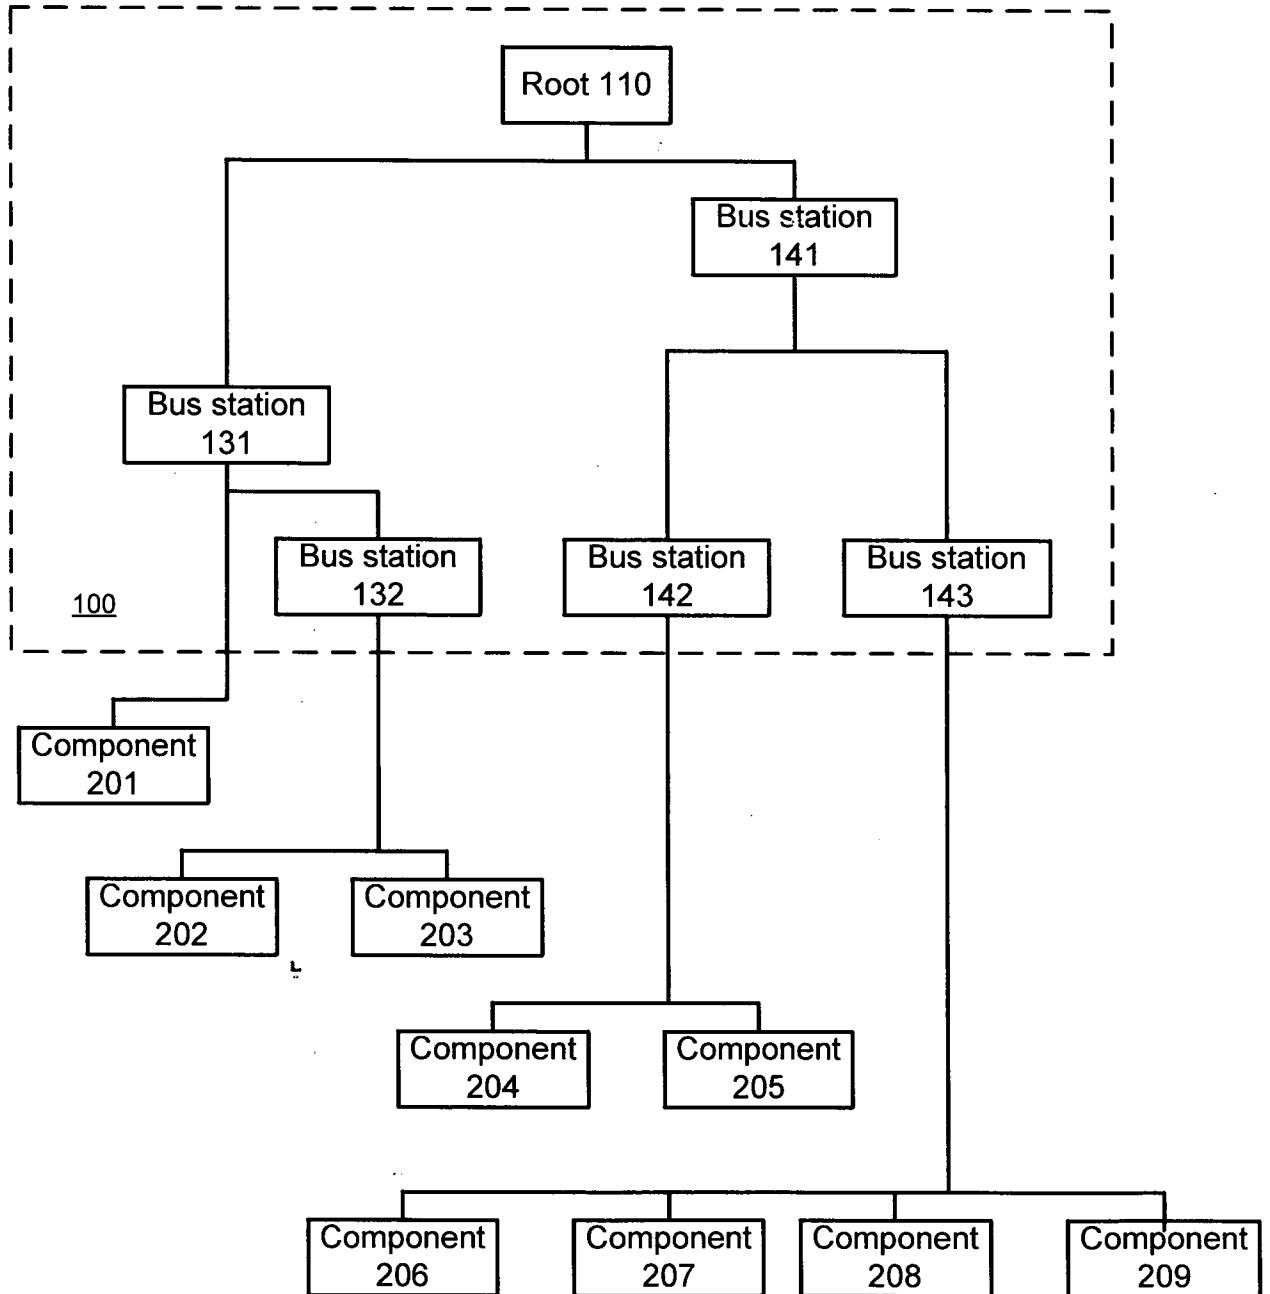 Root 110
Bus station
141
Bus station
131
Bus station
132
Bus station
142
Bus station
143
100
Component
201
Component
202
Component
203
Component
204
Component
205
Component
206
Component
207
Component
208
Component
209